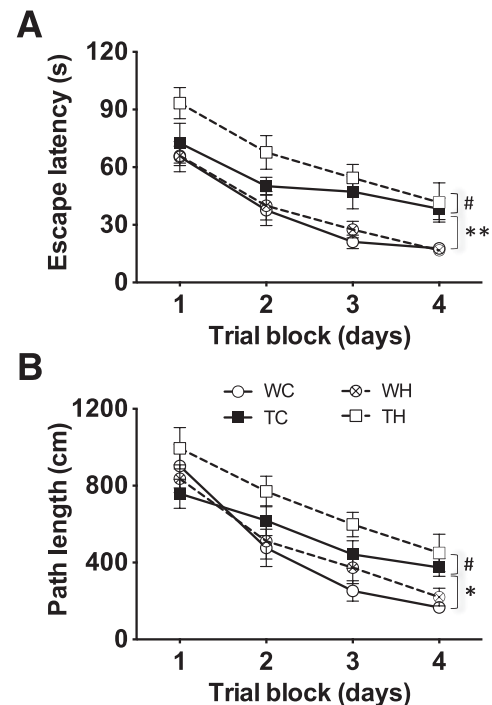 A
Escape latency (s)
120
90
60
30
0
#
**
1 2 3 4
Trial block (days)
B
WC WH
TC TH
Path length (cm)
1200
800
400
0
#
*
1 2 3 4
Trial block (days)